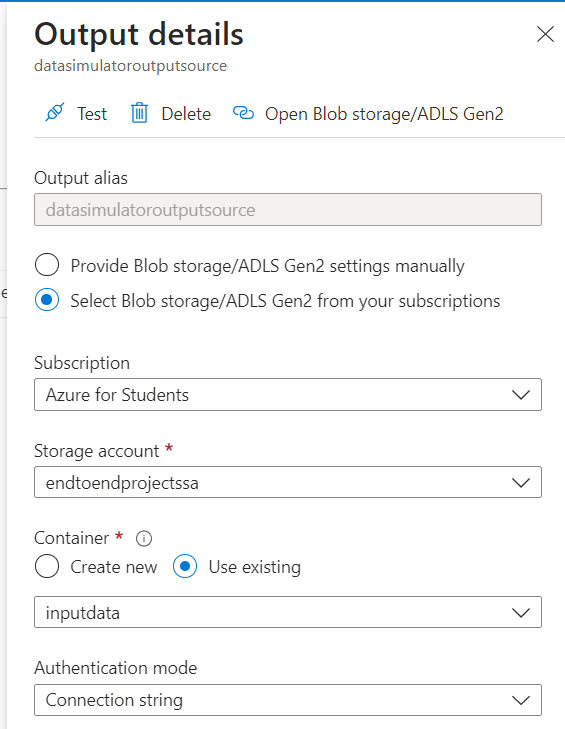 Output details
datasimulatoroutputsource
Test Delete Open Blob storage/ADLS Gen2
Output alias
datasimulatoroutputsource
Provide Blob storage/ADLS Gen2 settings manually
Select Blob storage/ADLS Gen2 from your subscriptions
Subscription
Azure for Students
Storage account *
endtoendprojectssa
Container *
Create new Use existing
inputdata
Authentication mode
Connection string